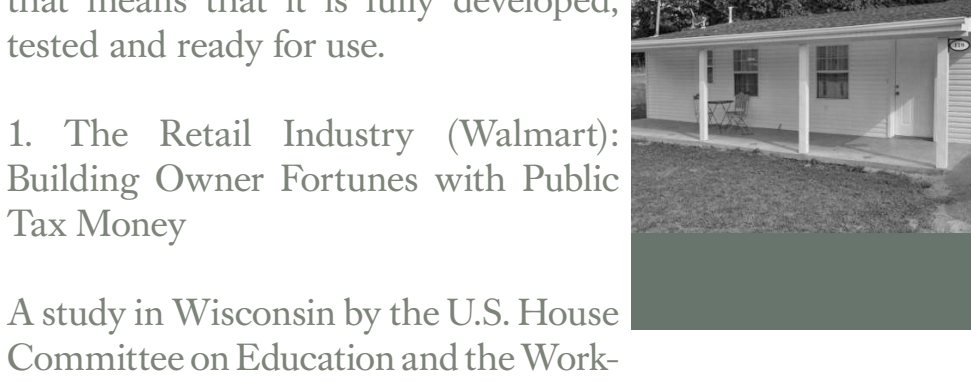 that means that it is fully developed,
tested and ready for use.
1. The Retail Industry (Walmart):
Building Owner Fortunes with Public
Tax Money
A study in Wisconsin by the U.S. House
Committee on Education and the Work-